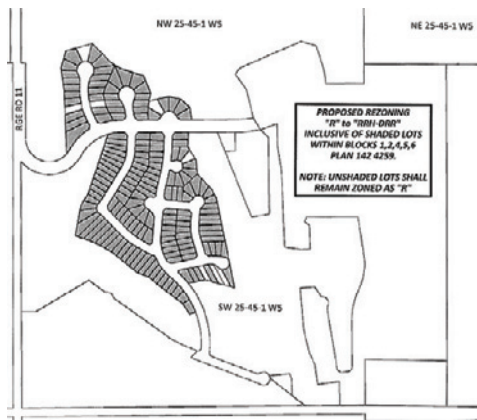 NW 25-45-1 W5
NE 25-45-1 W5
RGE RD 11
PROPOSED REZONING
"R" to "RRH-DRR"
INCLUSIVE OF SHADED LOTS
WITHIN BLOCKS 1,2,4,5,6
PLAN 142 4259.
NOTE: UNSHADED LOTS SHALL
REMAIN ZONED AS "R"
SW 25-45-1 W5